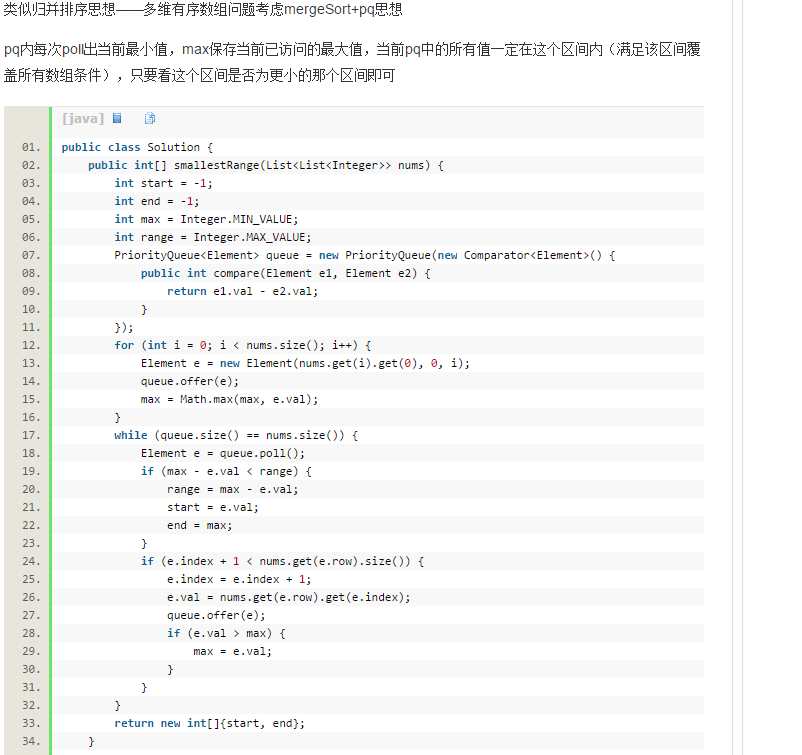 类似归并排序思想——多维有序数组问题考虑mergeSort+pq思想
pq内每次poll出当前最小值，max保存当前已访问的最大值，当前pq中的所有值一定在这个区间内（满足该区间覆
盖所有数组条件），只要看这个区间是否为更小的那个区间即可
[java]
01. public class Solution {
02.     public int[] smallestRange(List<List<Integer>> nums) {
03.         int start = -1;
04.         int end = -1;
05.         int max = Integer.MIN_VALUE;
06.         int range = Integer.MAX_VALUE;
07.         PriorityQueue<Element> queue = new PriorityQueue(new Comparator<Element>() {
08.             public int compare(Element e1, Element e2) {
09.                 return e1.val - e2.val;
10.             }
11.         });
12.         for (int i = 0; i < nums.size(); i++) {
13.             Element e = new Element(nums.get(i).get(0), 0, i);
14.             queue.offer(e);
15.             max = Math.max(max, e.val);
16.         }
17.         while (queue.size() == nums.size()) {
18.             Element e = queue.poll();
19.             if (max - e.val < range) {
20.                 range = max - e.val;
21.                 start = e.val;
22.                 end = max;
23.             }
24.             if (e.index + 1 < nums.get(e.row).size()) {
25.                 e.index = e.index + 1;
26.                 e.val = nums.get(e.row).get(e.index);
27.                 queue.offer(e);
28.                 if (e.val > max) {
29.                     max = e.val;
30.                 }
31.             }
32.         }
33.         return new int[]{start, end};
34.     }